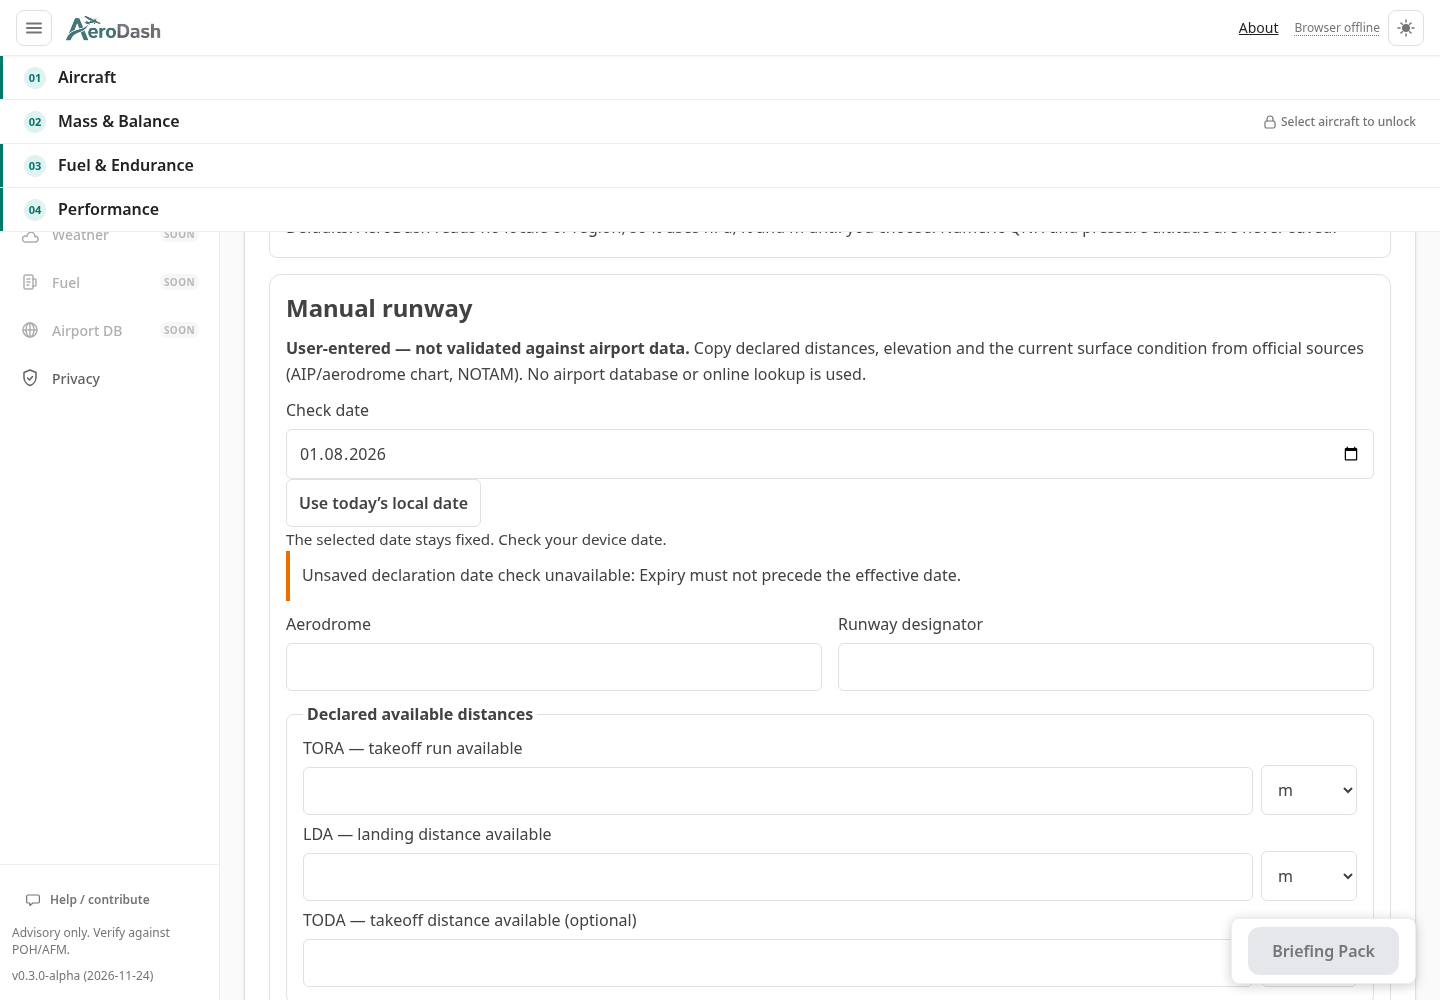 AeroDash
About
Browser offline
01 Aircraft
02 Mass & Balance
Select aircraft to unlock
03 Fuel & Endurance
04 Performance
Weather SOON
Fuel SOON
Airport DB SOON
Privacy
Manual runway
User-entered — not validated against airport data. Copy declared distances, elevation and the current surface condition from official sources
(AIP/aerodrome chart, NOTAM). No airport database or online lookup is used.
Check date
01.08.2026
Use today’s local date
The selected date stays fixed. Check your device date.
Unsaved declaration date check unavailable: Expiry must not precede the effective date.
Aerodrome
Runway designator
Declared available distances
TORA — takeoff run available
m
LDA — landing distance available
m
TODA — takeoff distance available (optional)
Briefing Pack
Help / contribute
Advisory only. Verify against
POH/AFM.
v0.3.0-alpha (2026-11-24)